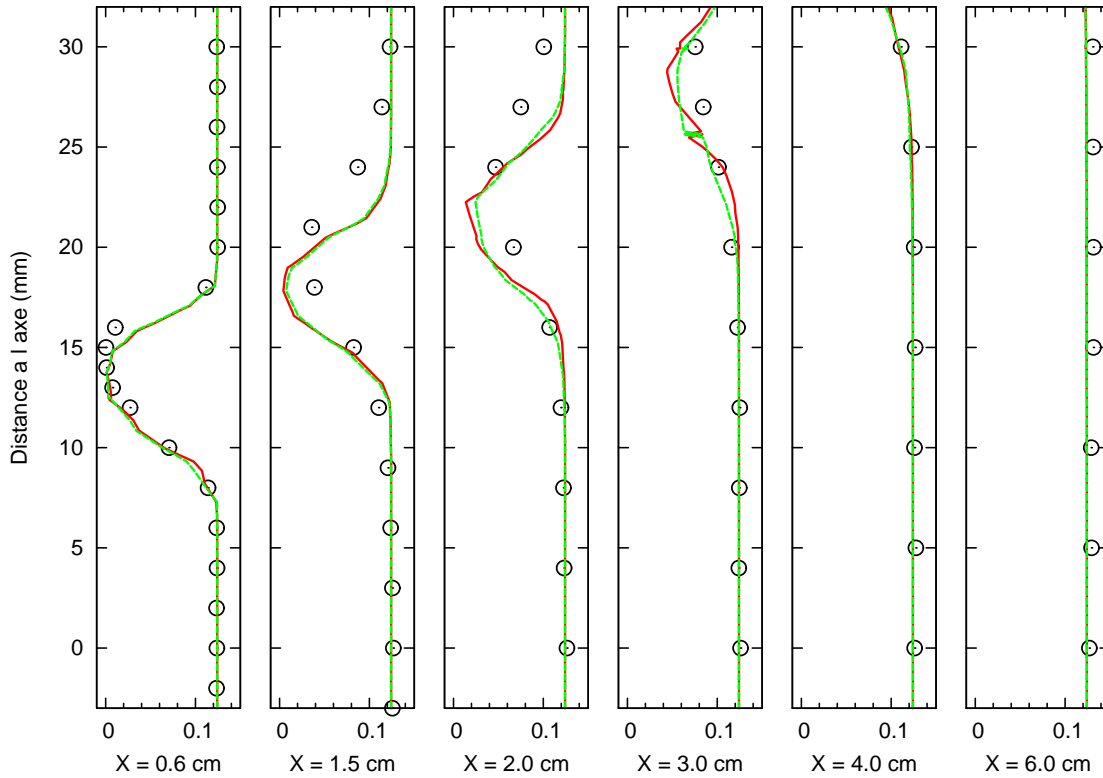 30
25
20
15
10
5
0
Distance a l axe (mm)
0 0.1 0 0.1 0 0.1 0 0.1 0 0.1 0 0.1
X = 0.6 cm X = 1.5 cm X = 2.0 cm X = 3.0 cm X = 4.0 cm X = 6.0 cm